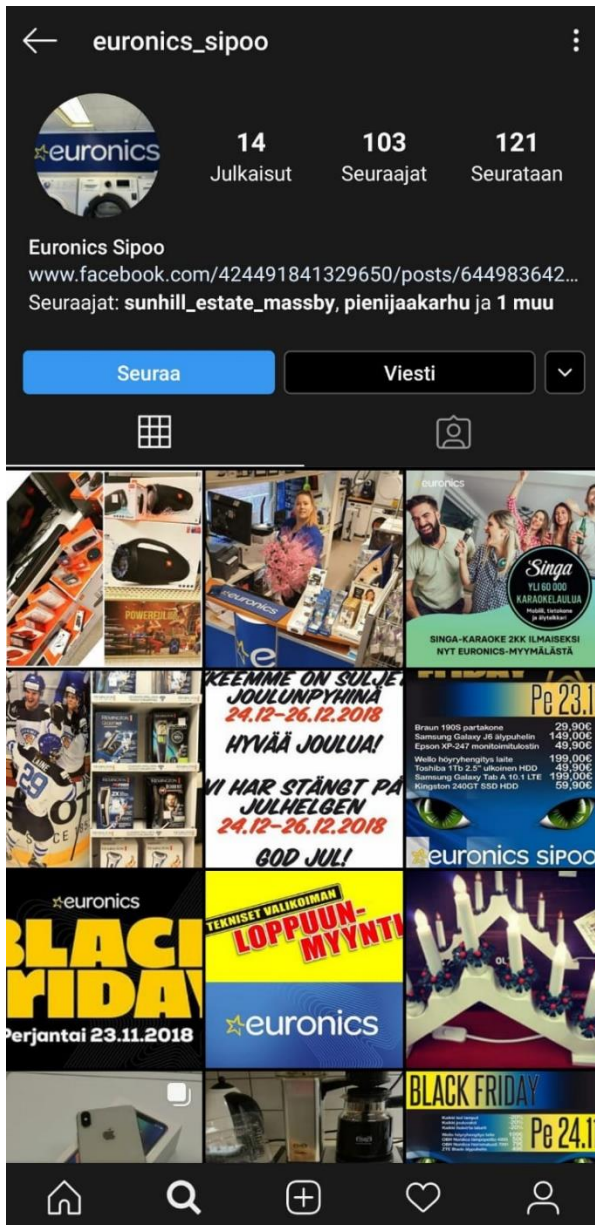 euronics_sipoo
euronics
14
103
121
Julkaisut
Seuraajat
Seurataan
Euronics Sipoo
www.facebook.com/424491841329650/posts/644983642...
Seuraajat: sunhill_estate_massby, pienijaakarhu ja 1 muu
Seuraa
Viesti
POWERFUL
euronics
euronics
Singa
YLI 60 000
KARAOKELAULUA
Mobiili, tietokone
ja älytelkkari
SINGA-KARAOKE 2KK ILMAISEKSI
NYT EURONICS-MYYMÄLÄSTÄ
LAINE
29
KEEMME ON SULJET
JOULUNPYHINÄ
24.12-26.12.2018
HYVÄÄ JOULUA!
VI HAR STÄNGT PÅ
JULHELGEN
24.12-26.12.2018
GOD JUL!
Pe 23.1
Braun 190S partakone 29,90€
Samsung Galaxy J6 älypuhelin 149,00€
Epson XP-247 monitoimitulostin 49,90€
Wello höyryhengitys laite 199,00€
Toshiba 1Tb 2.5" ulkoinen HDD 49,90€
Samsung Galaxy Tab A 10.1 LTE 199,00€
Kingston 240GT SSD HDD 59,90€
euronics sipoo
euronics
BLACK
RIDAY
Perjantai 23.11.2018
TEKNISET VALIKOIMAN
LOPPUUN-
MYYNTI
euronics
BLACK FRIDAY
Pe 24.11